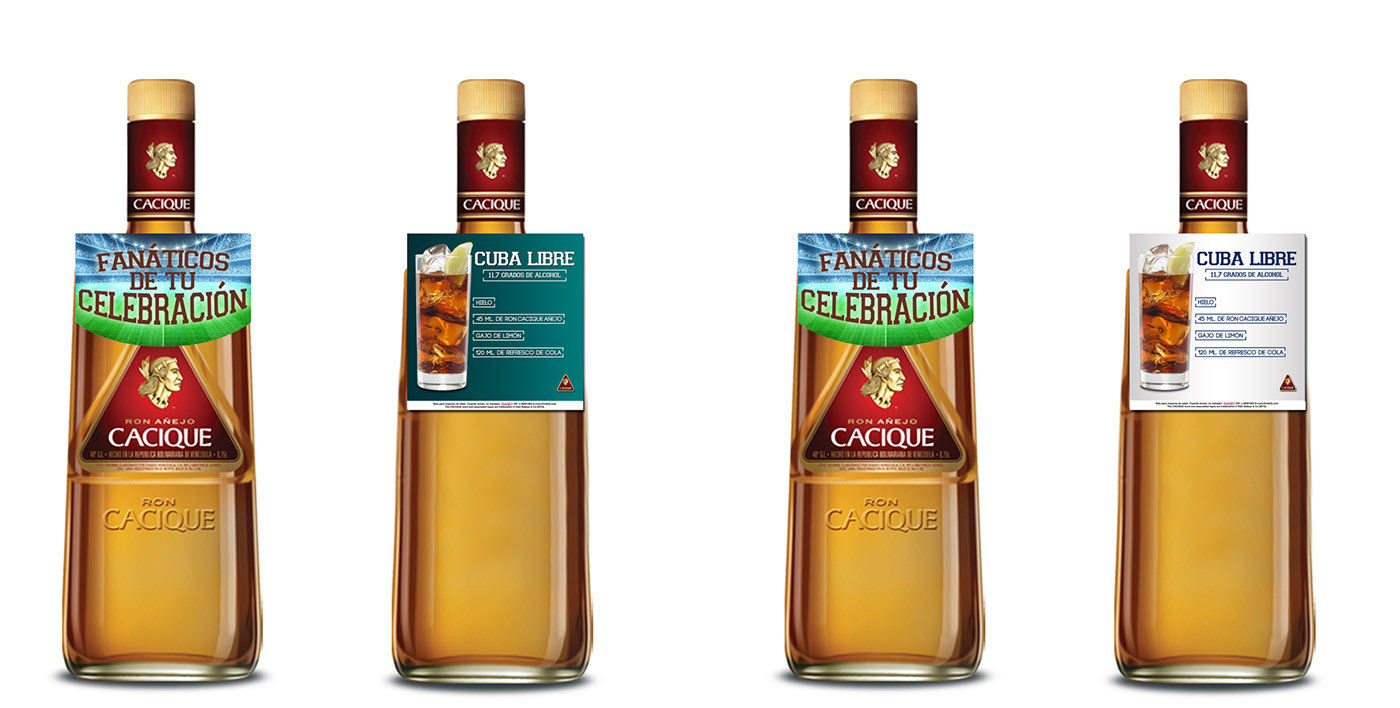 CACIQUE
FANÁTICOS
DE TU
CELEBRACIÓN
RON AÑEJO
CACIQUE
RON
CACIQUE
CACIQUE
CUBA LIBRE
11,7 GRADOS DE ALCOHOL
HIELO
45 ML. DE RON CACIQUE AÑEJO
GAJO DE LIMÓN
120 ML. DE REFRESCO DE COLA
CACIQUE
CACIQUE
FANÁTICOS
DE TU
CELEBRACIÓN
RON AÑEJO
CACIQUE
RON
CACIQUE
CACIQUE
CUBA LIBRE
11,7 GRADOS DE ALCOHOL
HIELO
45 ML. DE RON CACIQUE AÑEJO
GAJO DE LIMÓN
120 ML. DE REFRESCO DE COLA
CACIQUE